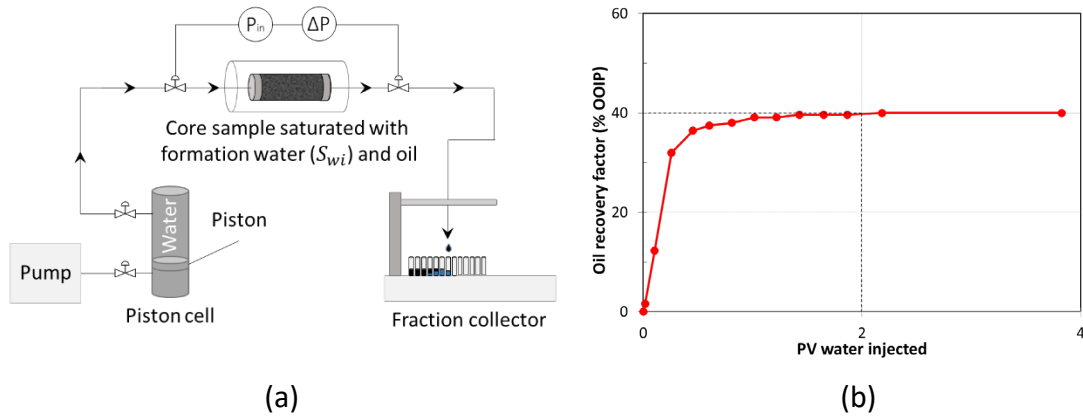 P_in
ΔP
Core sample saturated with
formation water (S_wi) and oil
Water
Piston
Pump
Piston cell
Fraction collector
(a)
Oil recovery factor (% OOIP)
60
40
20
0
0
2
4
PV water injected
(b)